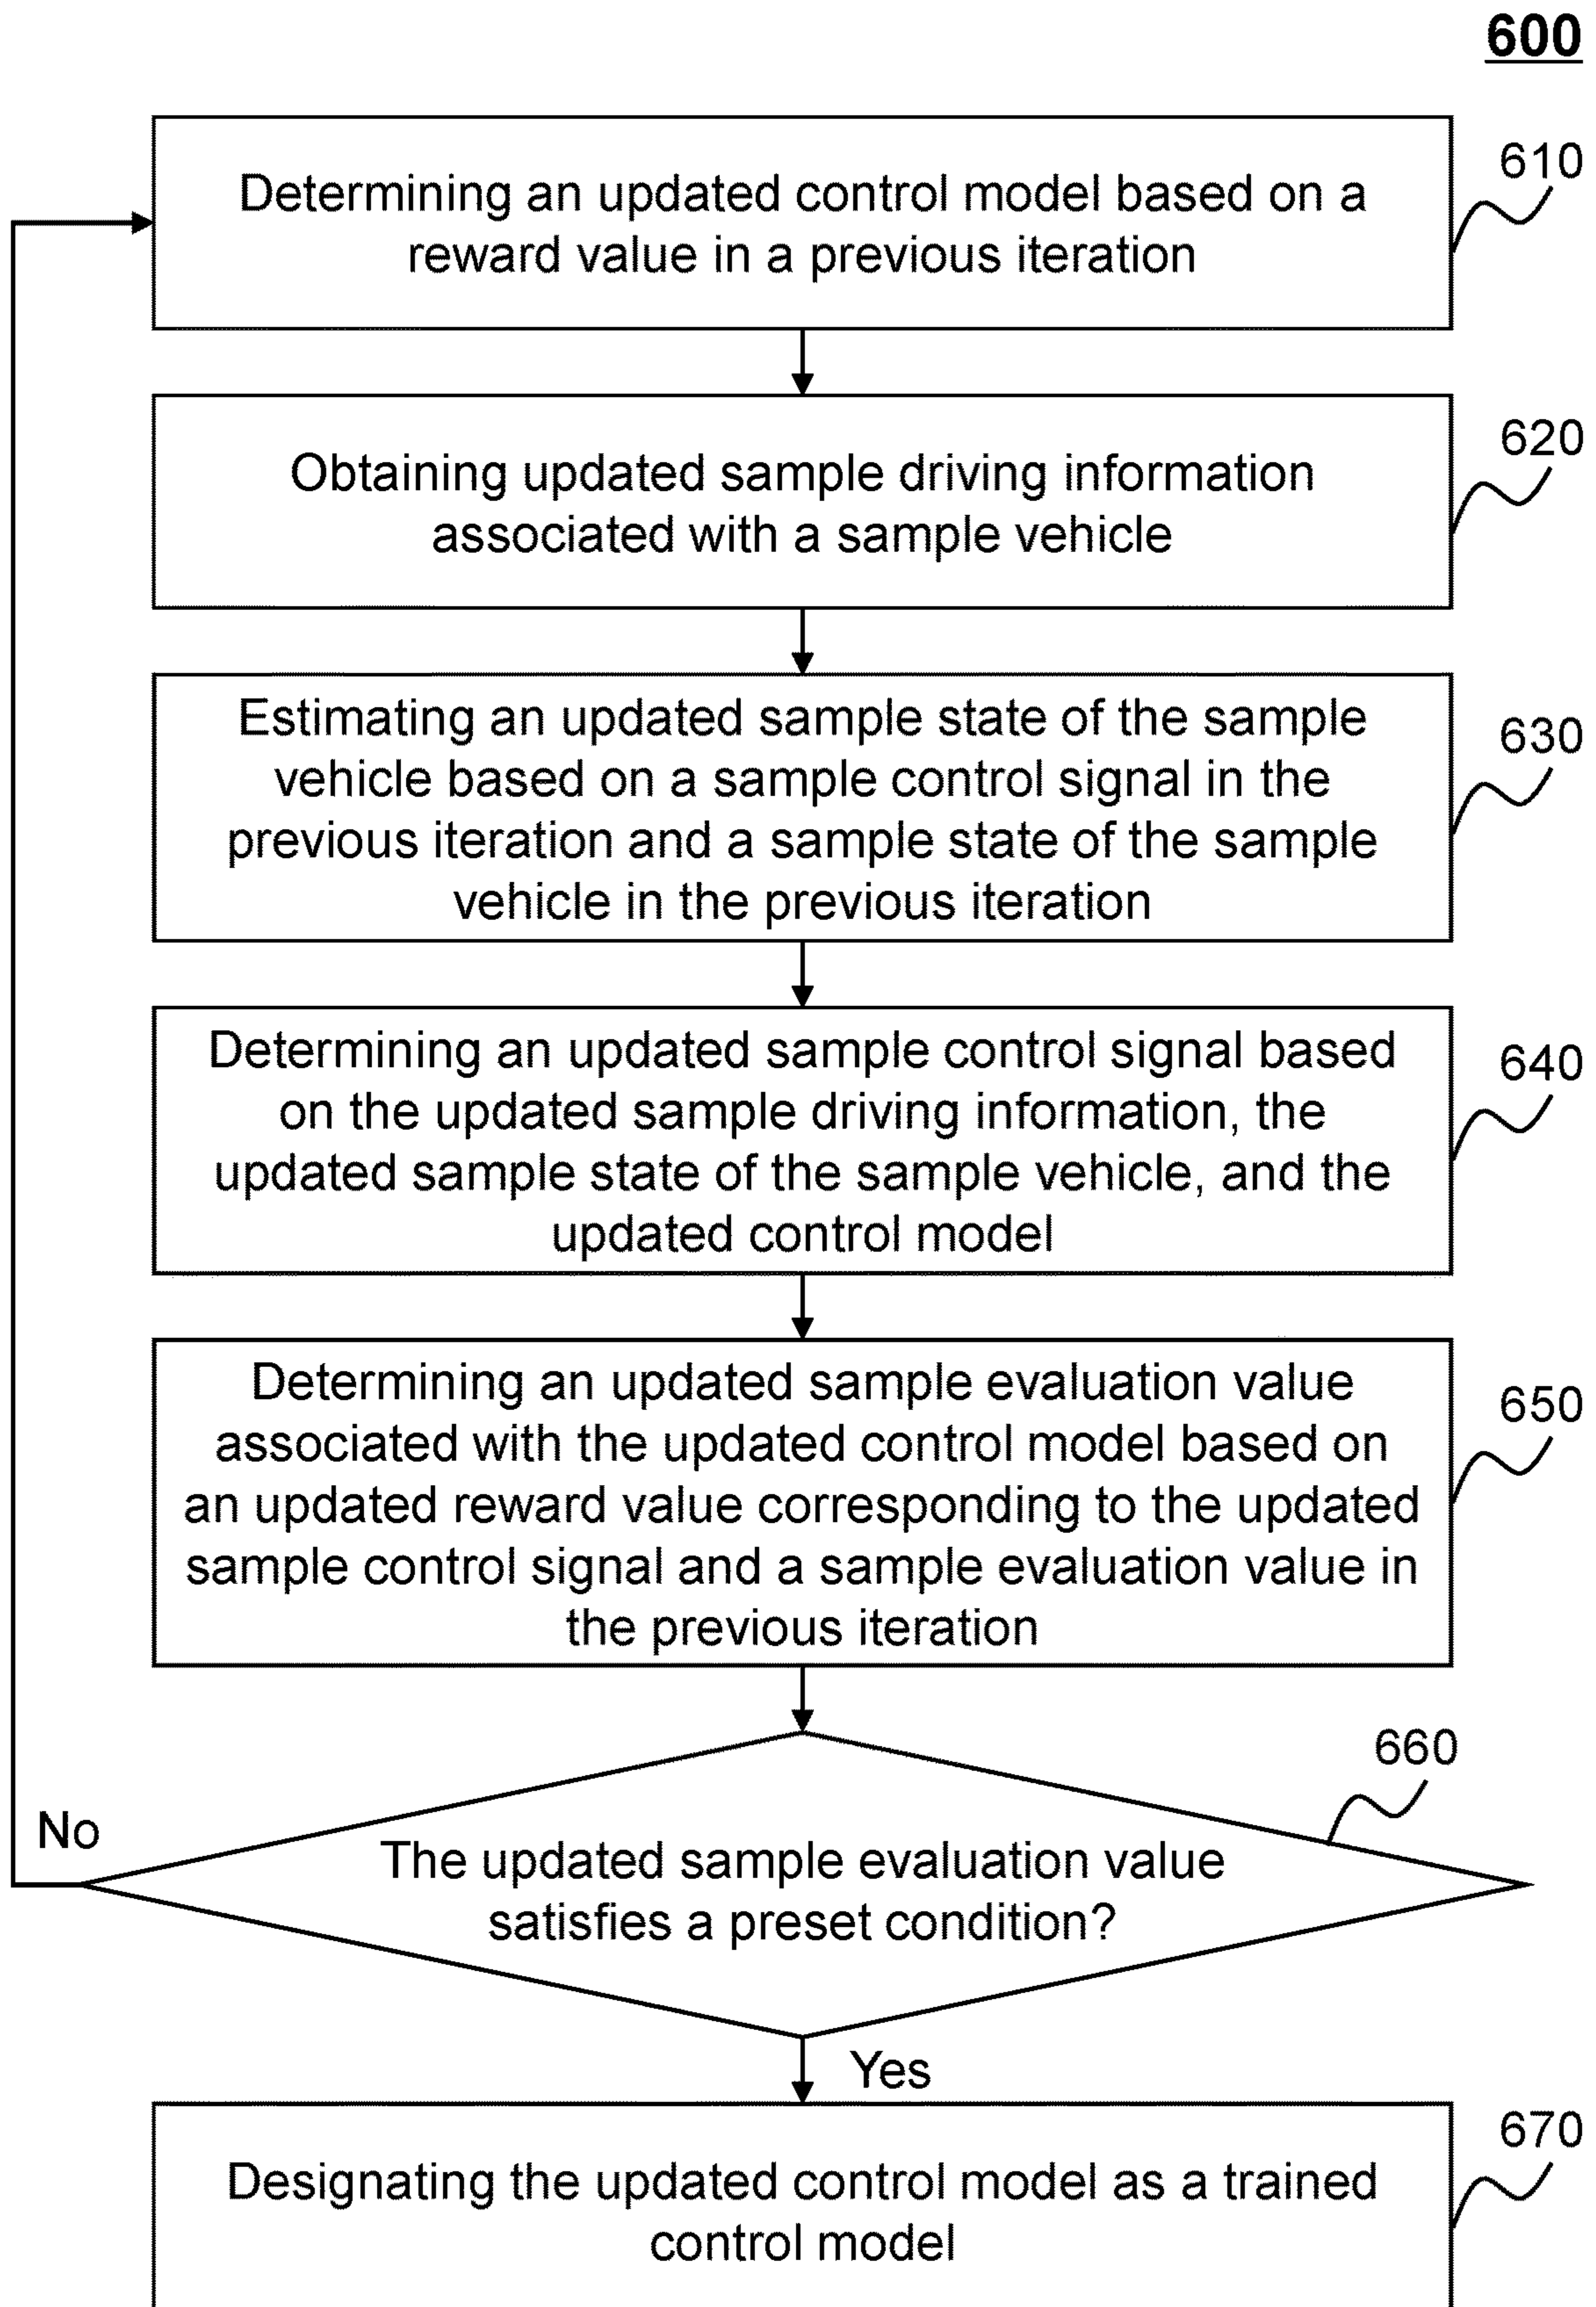 600
Determining an updated control model based on a
reward value in a previous iteration
610
Obtaining updated sample driving information
associated with a sample vehicle
620
Estimating an updated sample state of the sample
vehicle based on a sample control signal in the
previous iteration and a sample state of the sample
vehicle in the previous iteration
630
Determining an updated sample control signal based
on the updated sample driving information, the
updated sample state of the sample vehicle, and the
updated control model
640
Determining an updated sample evaluation value
associated with the updated control model based on
an updated reward value corresponding to the updated
sample control signal and a sample evaluation value in
the previous iteration
650
660
No
The updated sample evaluation value
satisfies a preset condition?
Yes
Designating the updated control model as a trained
control model
670